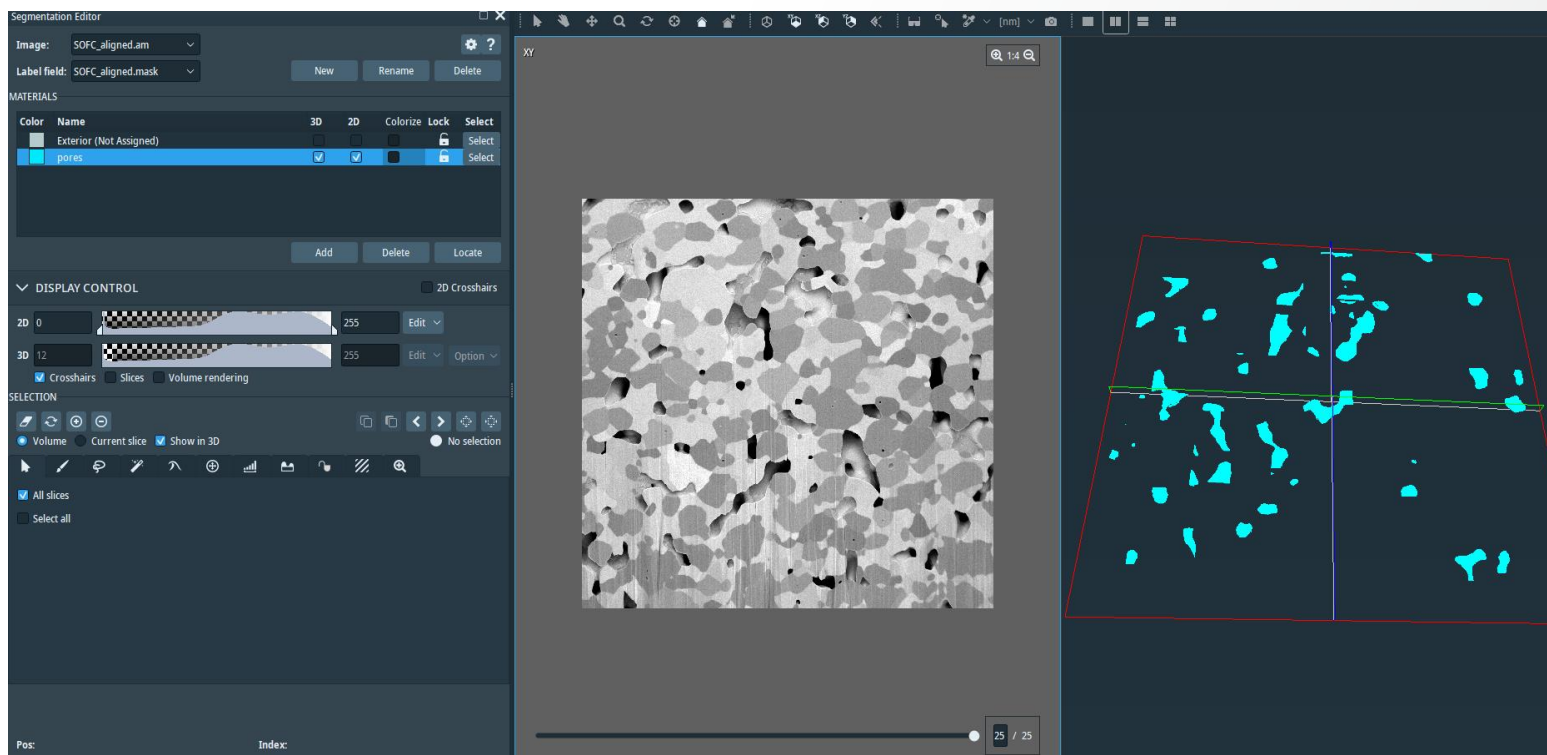 Segmentation Editor
Image: SOFC_aligned.am
?
Label field: SOFC_aligned.mask
New Rename Delete
MATERIALS
Color Name 3D 2D Colorize Lock Select
Exterior (Not Assigned) Select
pores Select
Add Delete Locate
DISPLAY CONTROL 2D Crosshairs
2D 0 255 Edit
3D 12 255 Edit Option
Crosshairs Slices Volume rendering
SELECTION
Volume Current slice Show in 3D No selection
All slices
Select all
Pos: Index:
[nm]
XY
1:4
25 / 25